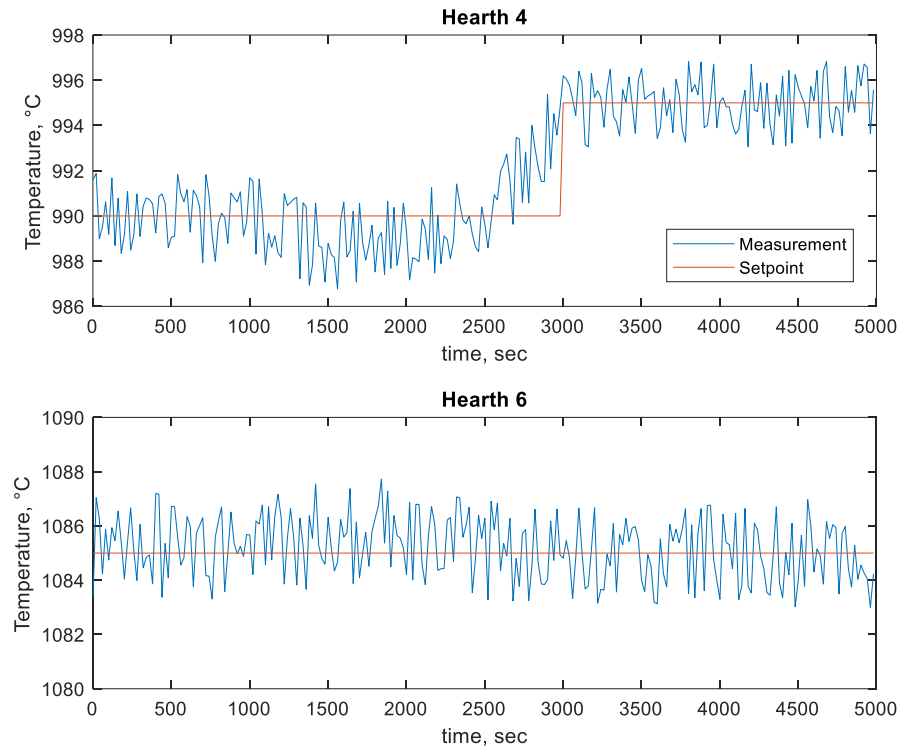 Hearth 4
Temperature, °C
998
996
994
992
990
988
986
Measurement
Setpoint
0 500 1000 1500 2000 2500 3000 3500 4000 4500 5000
time, sec
Hearth 6
Temperature, °C
1090
1088
1086
1084
1082
1080
0 500 1000 1500 2000 2500 3000 3500 4000 4500 5000
time, sec